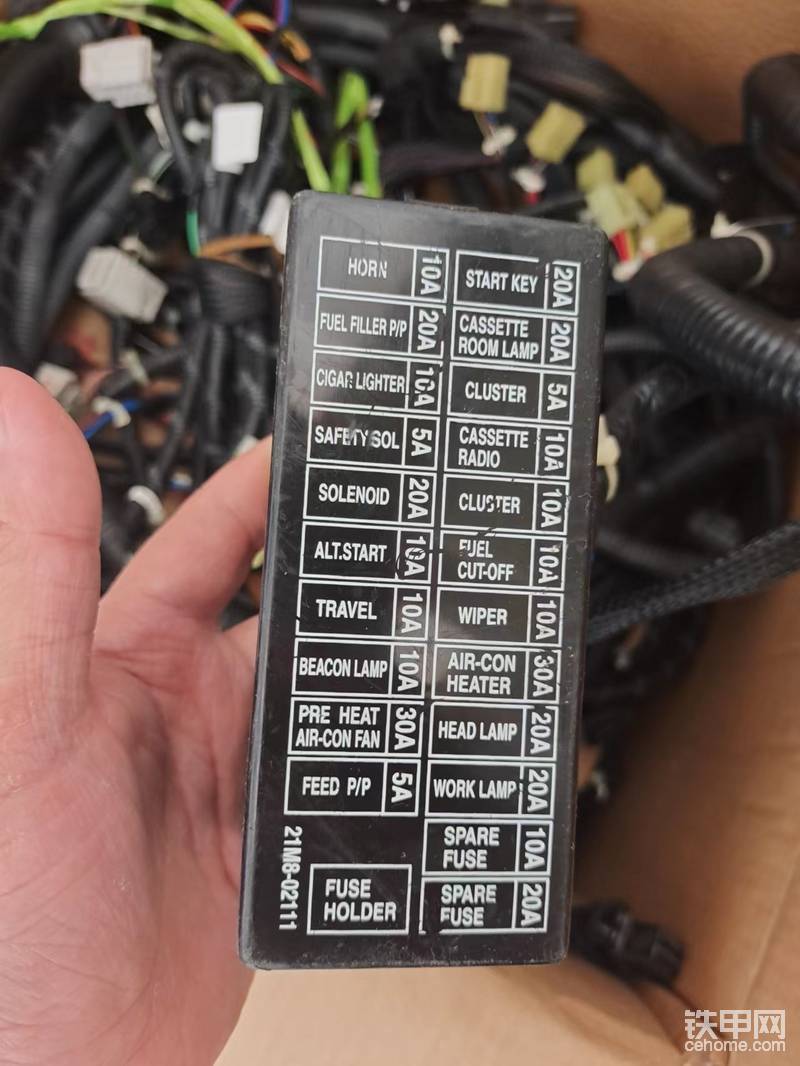 HORN 10A
START KEY 20A
FUEL FILLER P/P 20A
CASSETTE
ROOM LAMP 20A
CIGAR LIGHTER 10A
CLUSTER 5A
SAFETY SOL 5A
CASSETTE
RADIO 10A
SOLENOID 20A
CLUSTER 10A
ALT.START 10A
FUEL
CUT-OFF 10A
TRAVEL 10A
WIPER 10A
BEACON LAMP 10A
AIR-CON
HEATER 30A
PRE HEAT
AIR-CON FAN 30A
HEAD LAMP 20A
FEED P/P 5A
WORK LAMP 20A
SPARE
FUSE 10A
21M8-02111
FUSE
HOLDER
SPARE
FUSE 20A
铁甲网
cehome.com